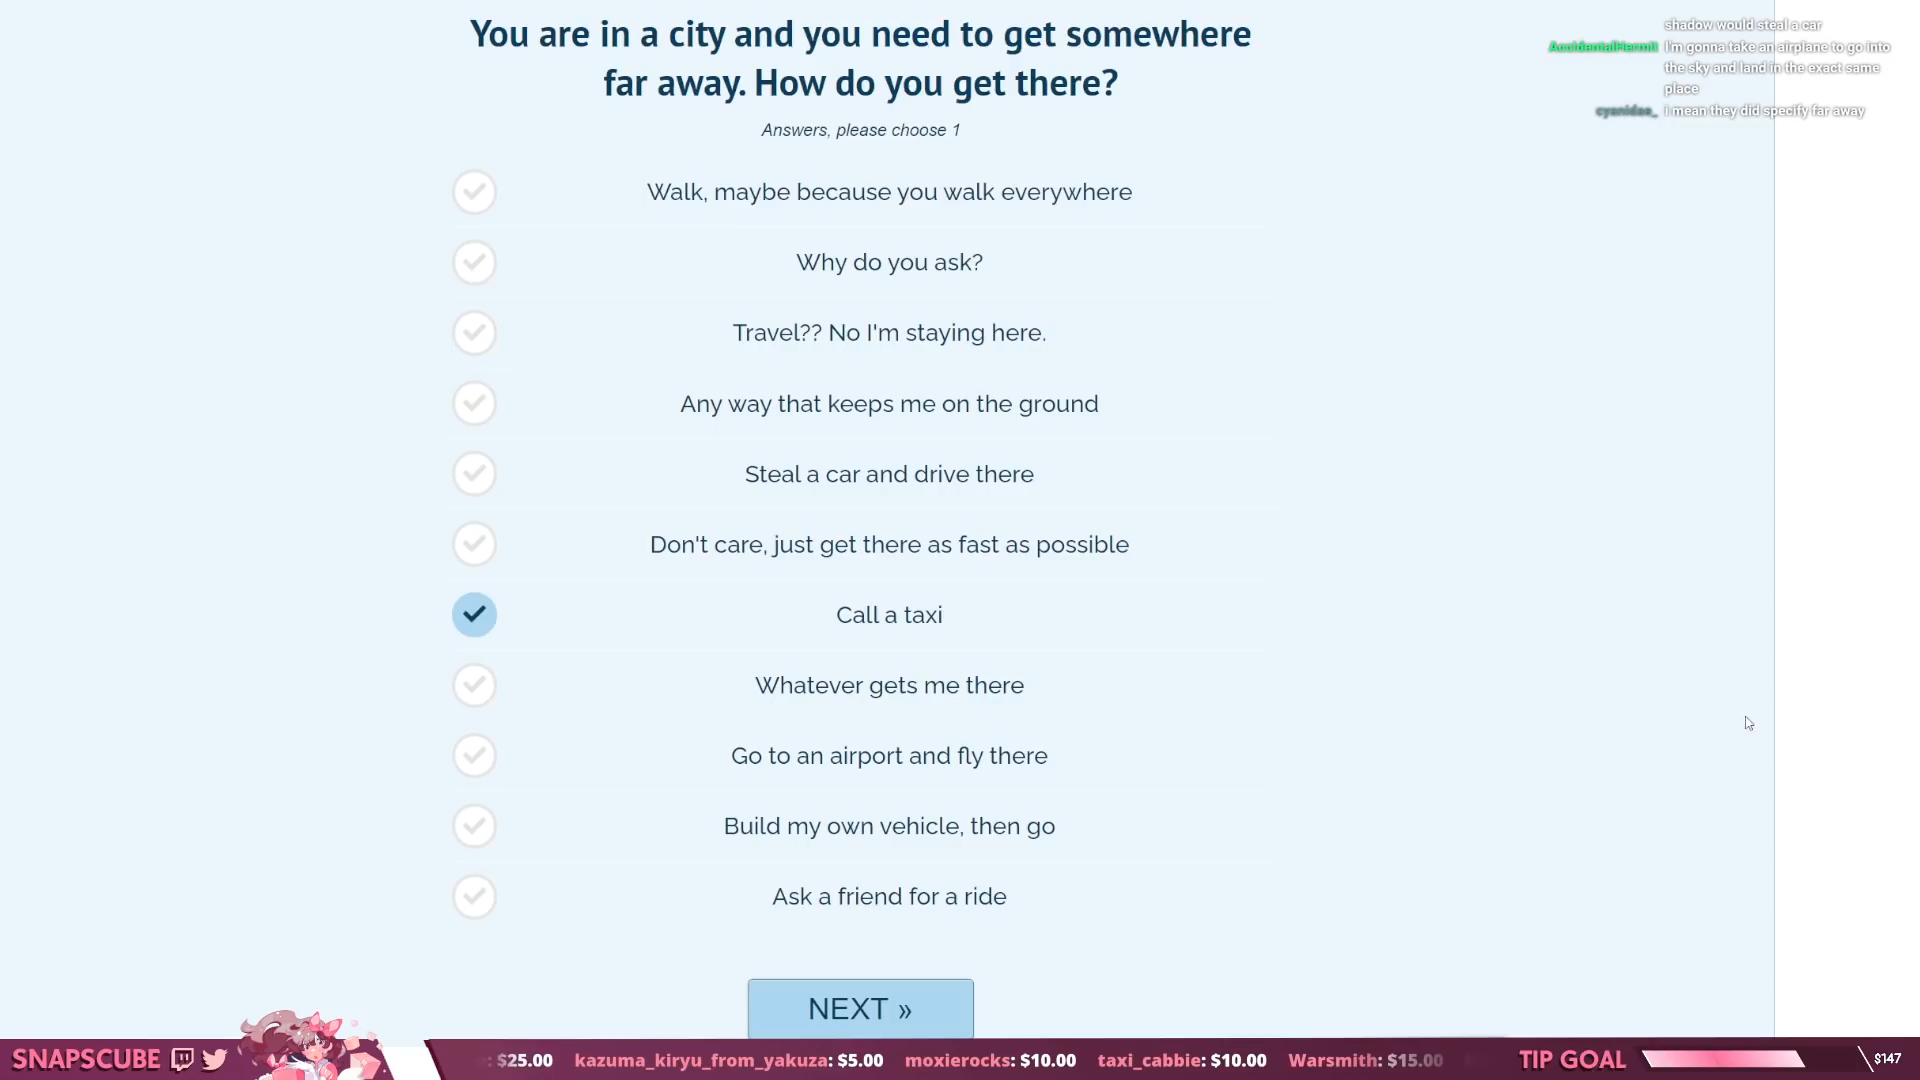 You are in a city and you need to get somewhere
far away. How do you get there?
Answers, please choose 1
Walk, maybe because you walk everywhere
Why do you ask?
Travel?? No I'm staying here.
Any way that keeps me on the ground
Steal a car and drive there
Don't care, just get there as fast as possible
Call a taxi
Whatever gets me there
Go to an airport and fly there
Build my own vehicle, then go
Ask a friend for a ride
NEXT »
shadow would steal a car
AccidentalHermit I'm gonna take an airplane to go into
the sky and land in the exact same
place
cyanidae_ i mean they did specify far away
SNAPSCUBE
: $25.00 kazuma_kiryu_from_yakuza: $5.00 moxierocks: $10.00 taxi_cabbie: $10.00 Warsmith: $15.00
TIP GOAL $147